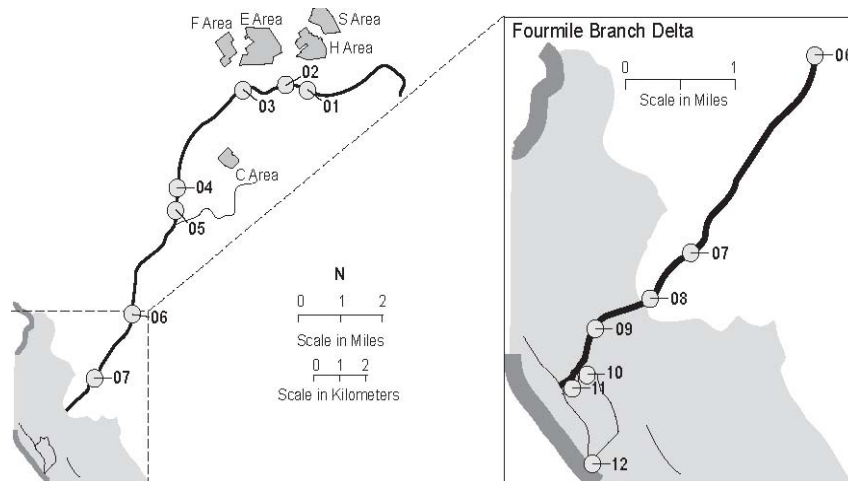 F Area
E Area
S Area
H Area
02
03
01
C Area
04
05
N
0 1 2
Scale in Miles
0 1 2
Scale in Kilometers
06
07
Fourmile Branch Delta
0 1
Scale in Miles
06
07
08
09
10
11
12